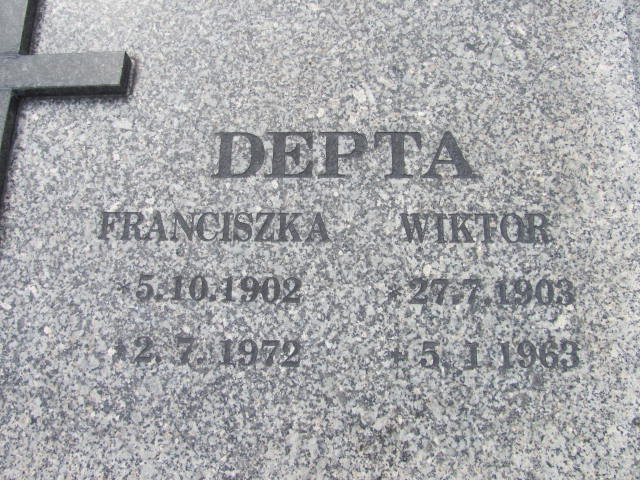 DEPTA
FRANCISZKA WIKTOR
*5.10.1902 *27.7.1903
+2.7.1972 +5.1.1963